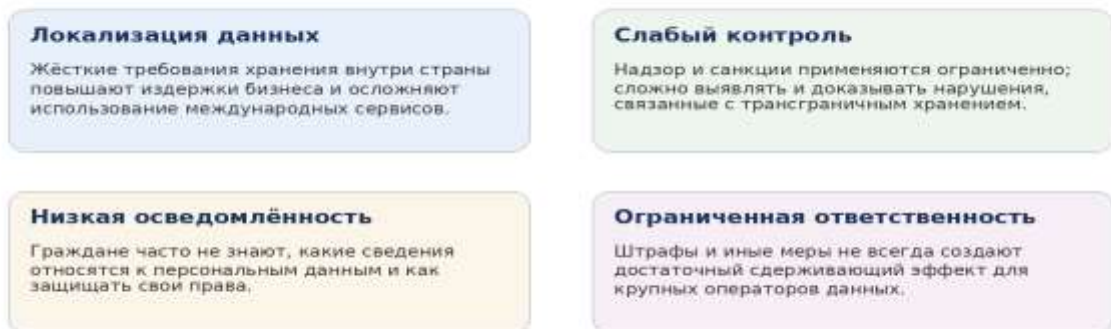 Локализация данных
Жёсткие требования хранения внутри страны
повышают издержки бизнеса и осложняют
использование международных сервисов.
Слабый контроль
Надзор и санкции применяются ограниченно;
сложно выявлять и доказывать нарушения,
связанные с трансграничным хранением.
Низкая осведомлённость
Граждане часто не знают, какие сведения
относятся к персональным данным и как
защищать свои права.
Ограниченная ответственность
Штрафы и иные меры не всегда создают
достаточный сдерживающий эффект для
крупных операторов данных.